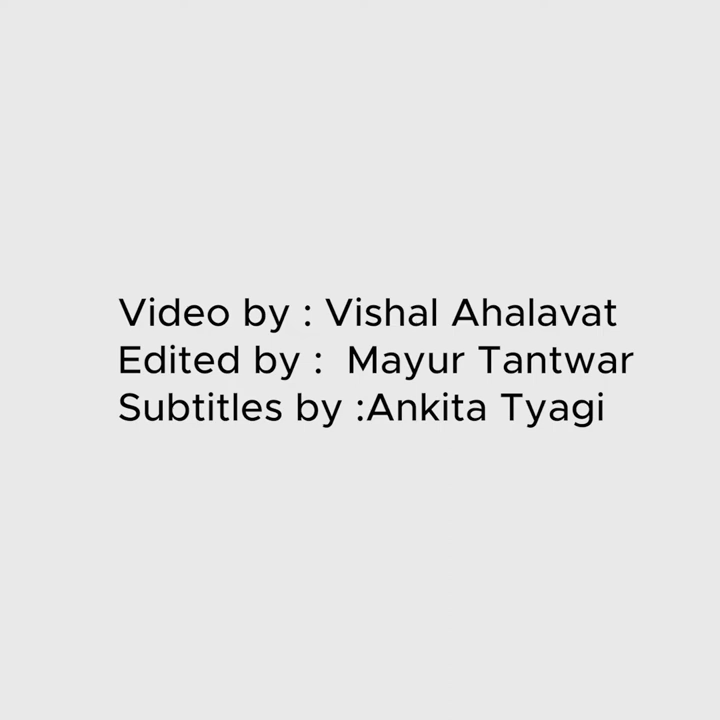 Video by : Vishal Ahalavat
Edited by :  Mayur Tantwar
Subtitles by :Ankita Tyagi